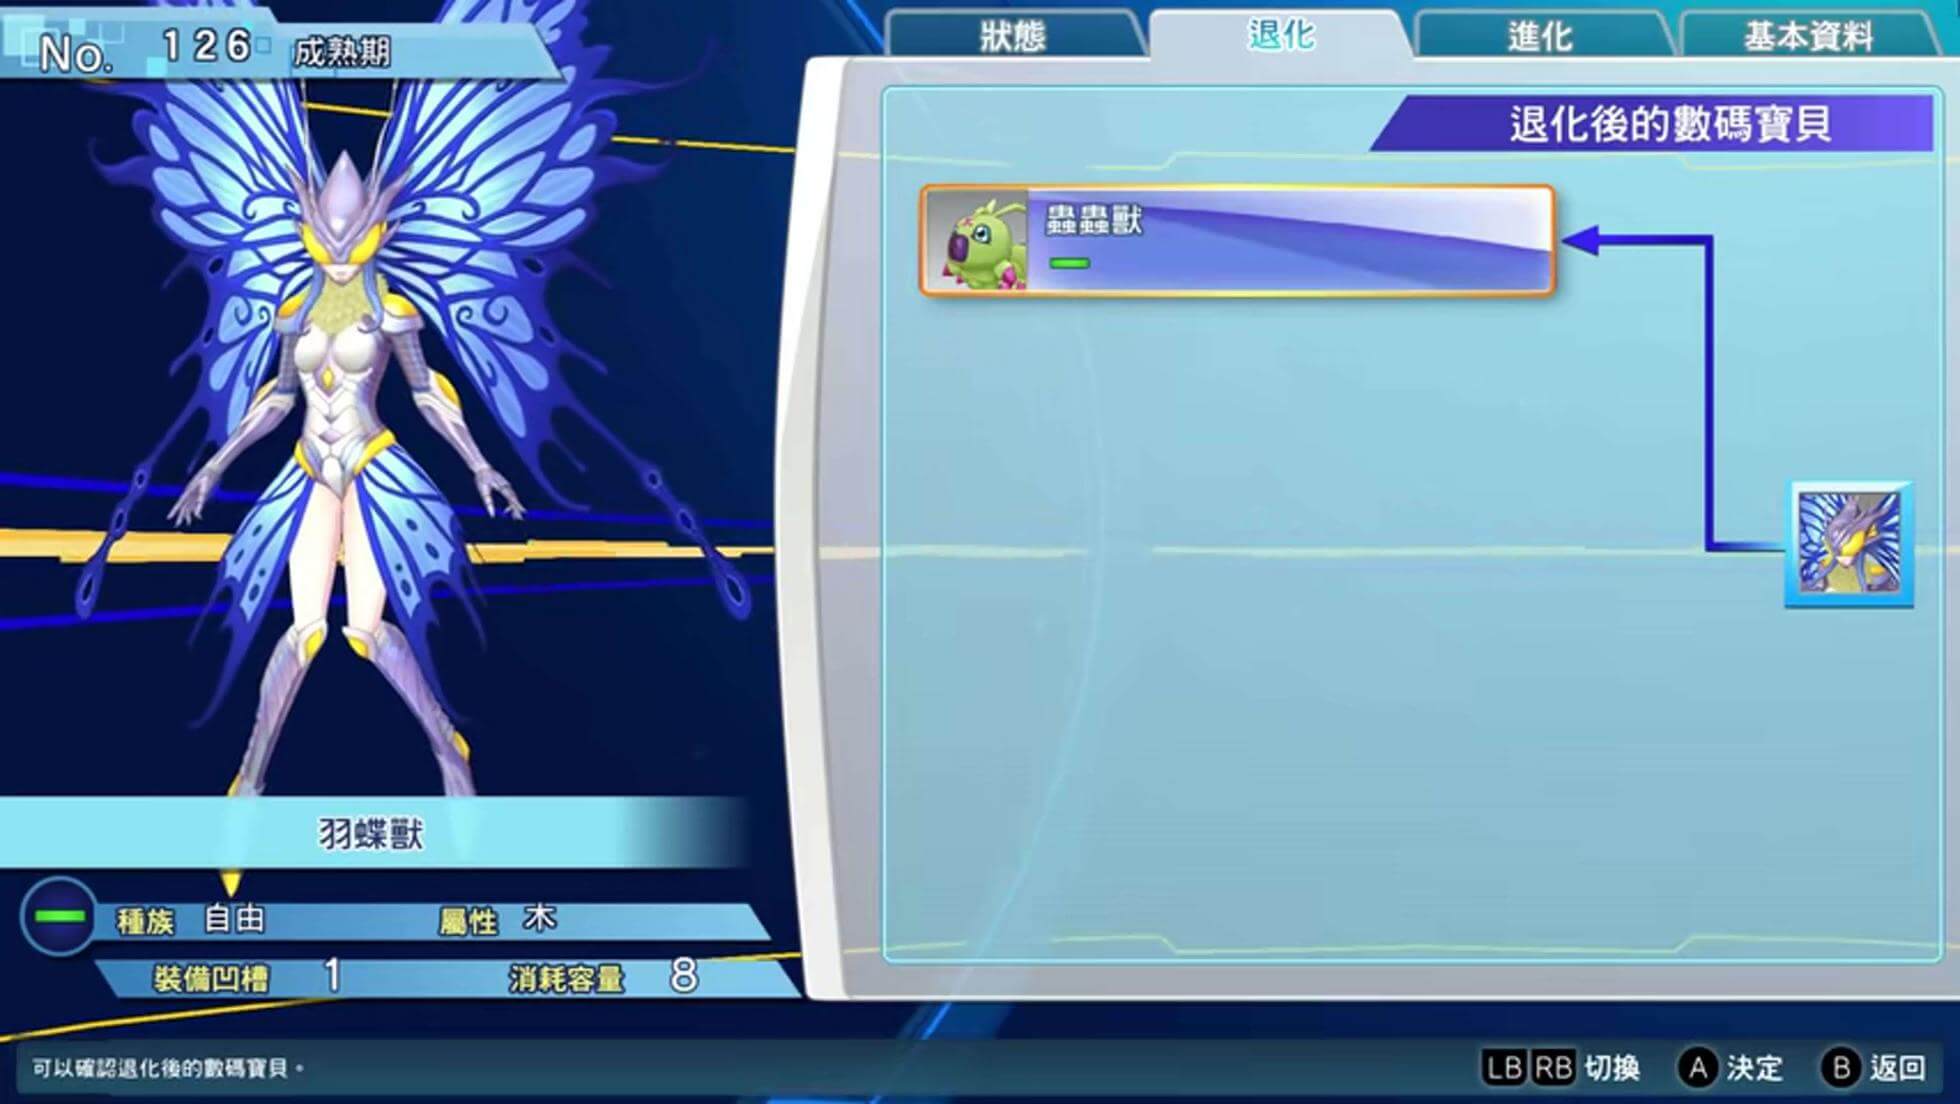 No. 126 成熟期
狀態 退化 進化 基本資料
退化後的數碼寶貝
蟲蟲獸
羽蝶獸
種族 自由 屬性 木
裝備凹槽 1 消耗容量 8
可以確認退化後的數碼寶貝。
LB RB 切換 A 決定 B 返回